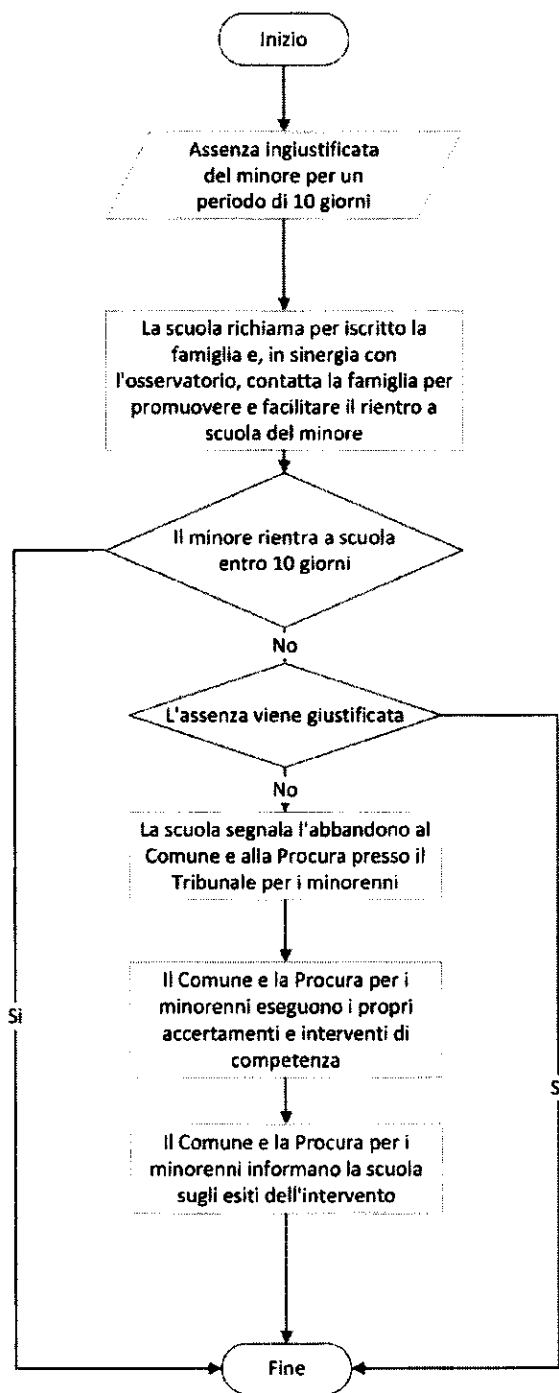 Inizio
Assenza ingiustificata
del minore per un
periodo di 10 giorni
La scuola richiama per iscritto la
famiglia e, in sinergia con
l'osservatorio, contatta la famiglia per
promuovere e facilitare il rientro a
scuola del minore
Il minore rientra a scuola
entro 10 giorni
No
L'assenza viene giustificata
No
La scuola segnala l'abbandono al
Comune e alla Procura presso il
Tribunale per i minorenni
Il Comune e la Procura per i
minorenni eseguono i propri
accertamenti e interventi di
competenza
Si
S
Il Comune e la Procura per i
minorenni informano la scuola
sugli esiti dell'intervento
Fine